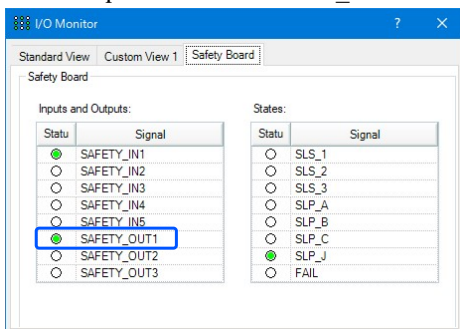 I/O Monitor ? ×
Standard View Custom View 1 Safety Board
Safety Board
Inputs and Outputs: States:
Statu Signal Statu Signal
SAFETY_IN1 SLS_1
SAFETY_IN2 SLS_2
SAFETY_IN3 SLS_3
SAFETY_IN4 SLP_A
SAFETY_IN5 SLP_B
SAFETY_OUT1 SLP_C
SAFETY_OUT2 SLP_J
SAFETY_OUT3 FAIL